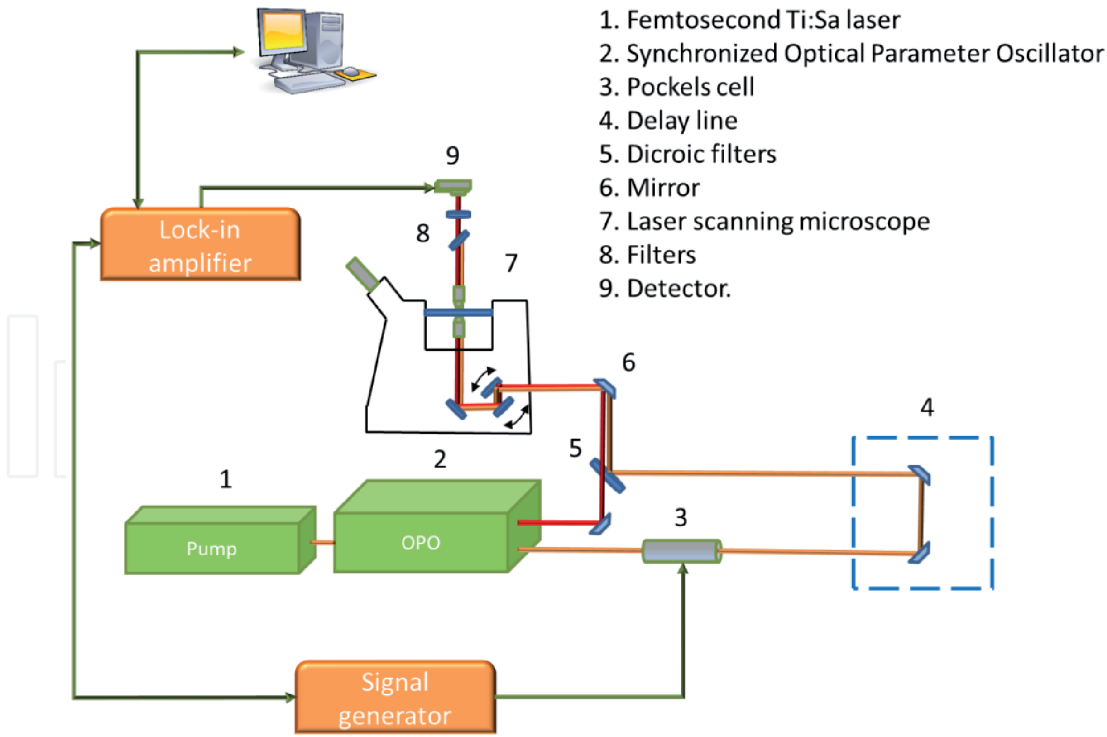 1. Femtosecond Ti:Sa laser
2. Synchronized Optical Parameter Oscillator
3. Pockels cell
4. Delay line
5. Dicroic filters
6. Mirror
7. Laser scanning microscope
8. Filters
9. Detector.
9
Lock-in
amplifier
8
7
6
5
4
1
2
3
Pump
OPO
Signal
generator